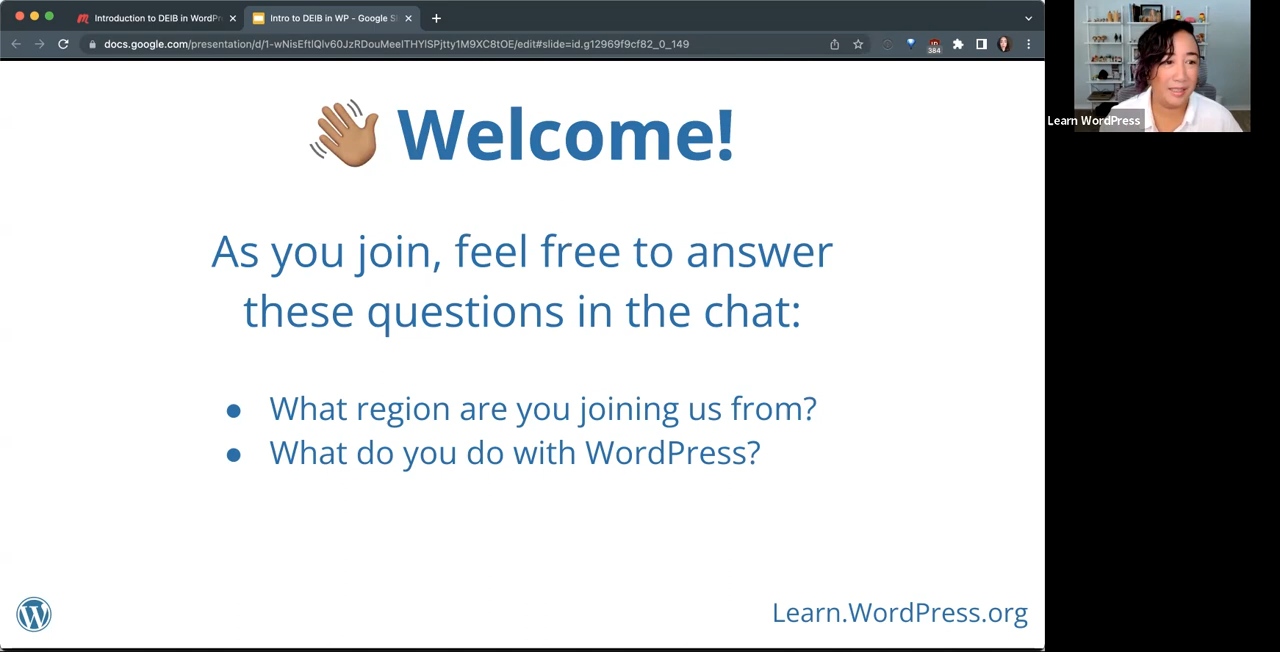 Introduction to DEIB in WordPr
Intro to DEIB in WP - Google S
docs.google.com/presentation/d/1-wNisEftIQlv60JzRDouMeeITHYlSPjtty1M9XC8tOE/edit#slide=id.g12969f9cf82_0_149
384
Learn WordPress
Welcome!
As you join, feel free to answer
these questions in the chat:
● What region are you joining us from?
● What do you do with WordPress?
Learn.WordPress.org